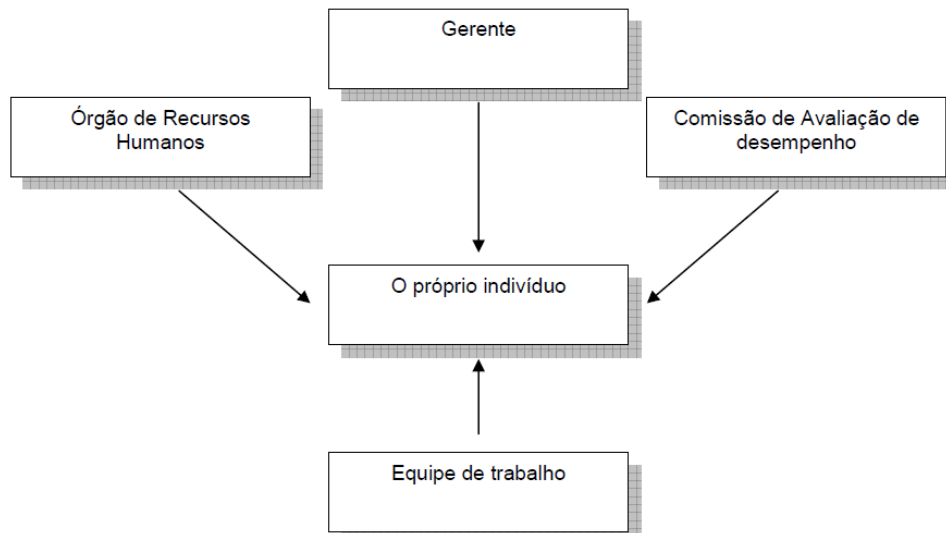 Gerente
Órgão de Recursos
Humanos
Comissão de Avaliação de
desempenho
O próprio indivíduo
Equipe de trabalho